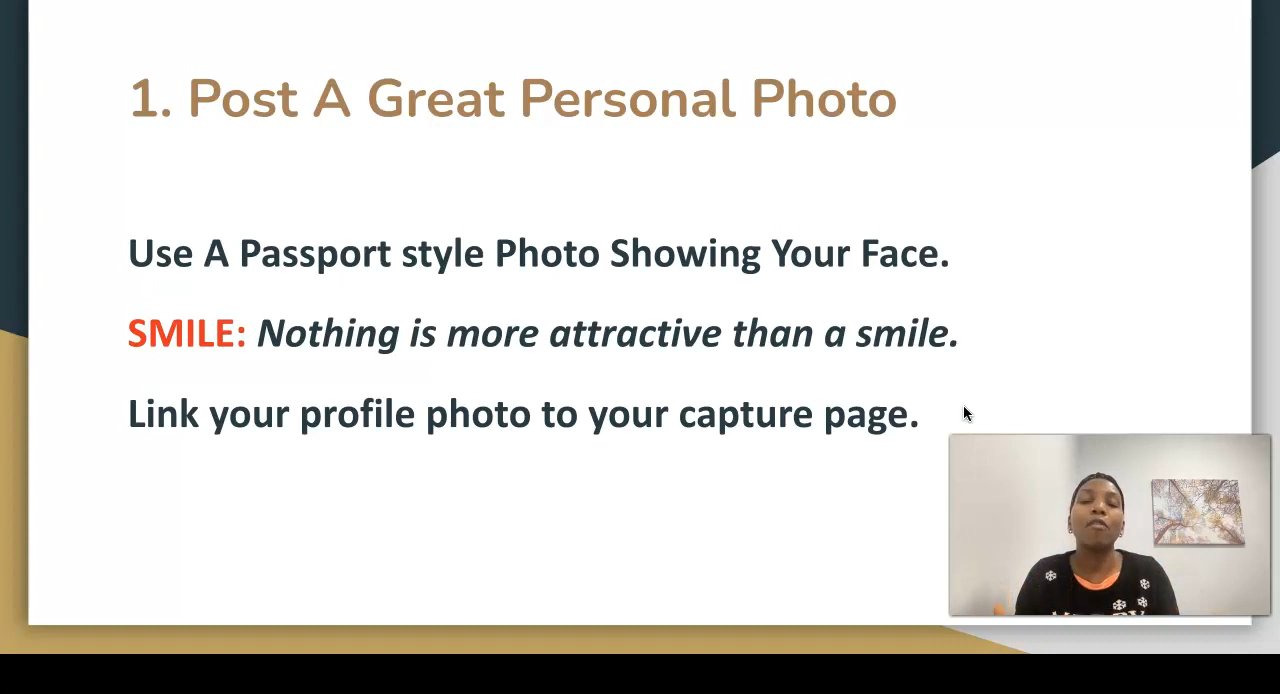 1. Post A Great Personal Photo
Use A Passport style Photo Showing Your Face.
SMILE: Nothing is more attractive than a smile.
Link your profile photo to your capture page.